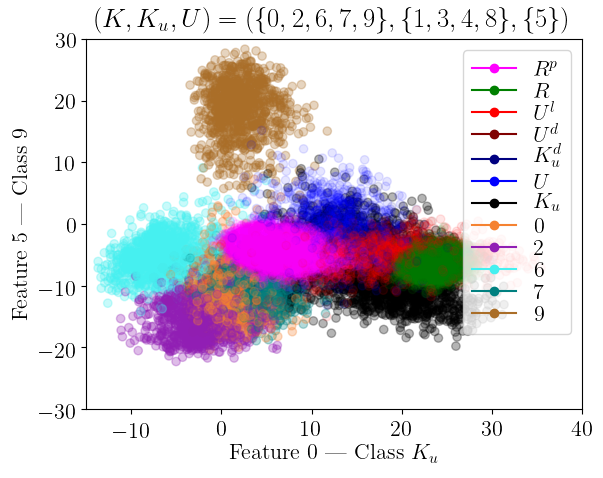 (K, K_u, U) = ({0, 2, 6, 7, 9}, {1, 3, 4, 8}, {5})
30
20
10
0
−10
−20
−30
Feature 5 — Class 9
R^p
R
U^l
U^d
K_u^d
U
K_u
0
2
6
7
9
−10 0 10 20 30 40
Feature 0 — Class K_u